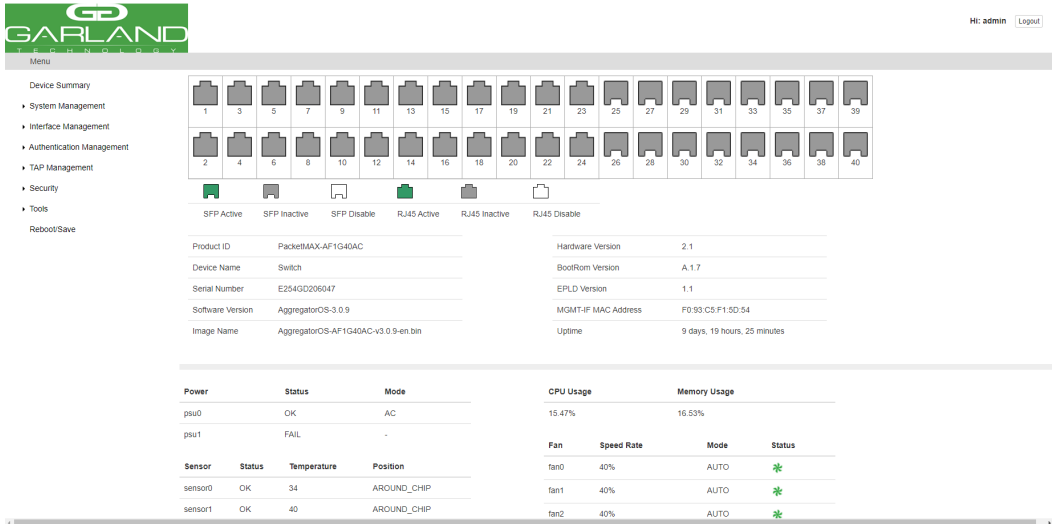 GARLAND
TECHNOLOGY
Hi: admin Logout
Menu
Device Summary
System Management
Interface Management
Authentication Management
TAP Management
Security
Tools
Reboot/Save
1 3 5 7 9 11 13 15 17 19 21 23 25 27 29 31 33 35 37 39
2 4 6 8 10 12 14 16 18 20 22 24 26 28 30 32 34 36 38 40
SFP Active SFP Inactive SFP Disable RJ45 Active RJ45 Inactive RJ45 Disable
Product ID PacketMAX-AF1G40AC
Device Name Switch
Serial Number E254GD206047
Software Version AggregatorOS-3.0.9
Image Name AggregatorOS-AF1G40AC-v3.0.9-en.bin
Hardware Version 2.1
BootRom Version A.1.7
EPLD Version 1.1
MGMT-IF MAC Address F0:93:C5:F1:5D:54
Uptime 9 days, 19 hours, 25 minutes
Power Status Mode
psu0 OK AC
psu1 FAIL -
Sensor Status Temperature Position
sensor0 OK 34 AROUND_CHIP
sensor1 OK 40 AROUND_CHIP
CPU Usage Memory Usage
15.47% 16.53%
Fan Speed Rate Mode Status
fan0 40% AUTO
fan1 40% AUTO
fan2 40% AUTO